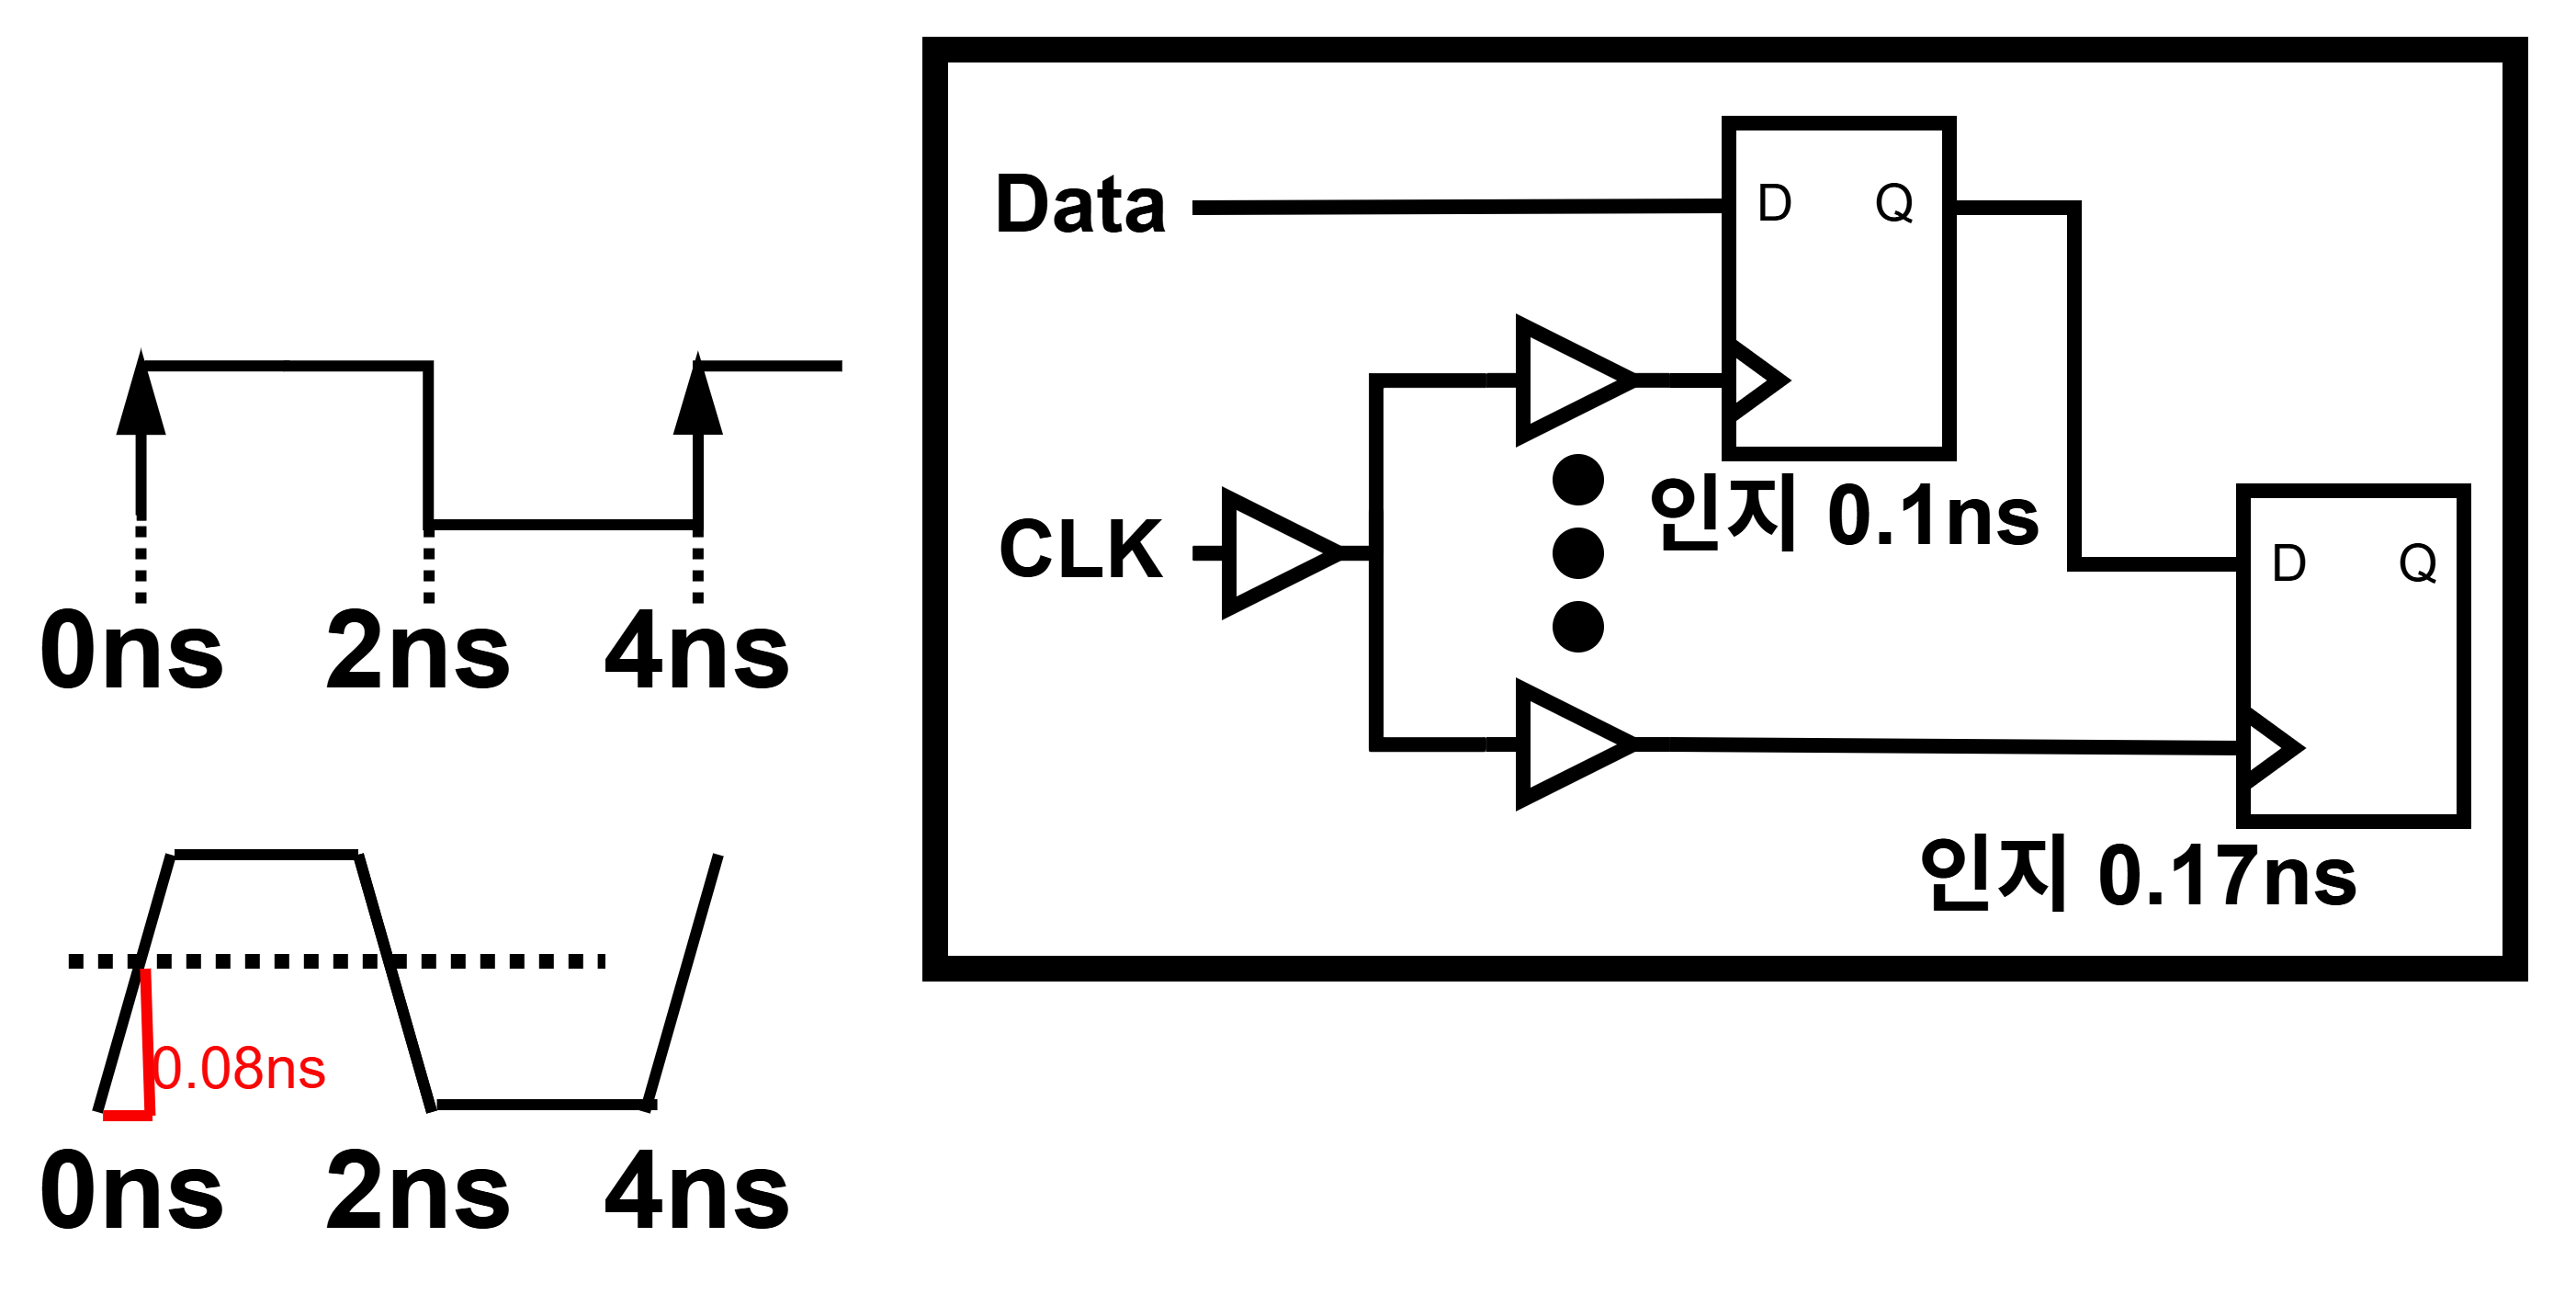 0ns 2ns 4ns
0.08ns
0ns 2ns 4ns
Data
D Q
CLK
인지 0.1ns
D Q
인지 0.17ns